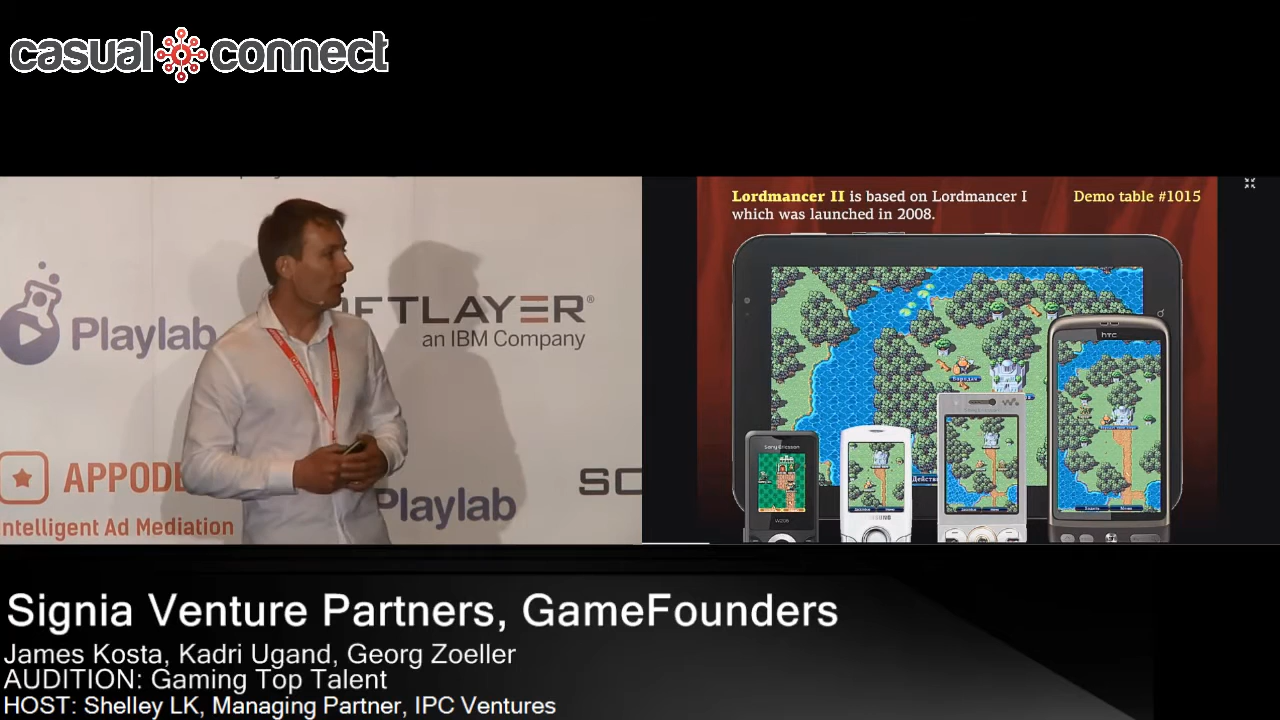 casual connect
Lordmancer II is based on Lordmancer I
which was launched in 2008.
Demo table #1015
Playlab
FTLAYER®
an IBM Company
APPODE
intelligent Ad Mediation
Playlab
SO
hTC
Sony Ericsson
W205
Signia Venture Partners, GameFounders
James Kosta, Kadri Ugand, Georg Zoeller
AUDITION: Gaming Top Talent
HOST: Shelley LK, Managing Partner, IPC Ventures